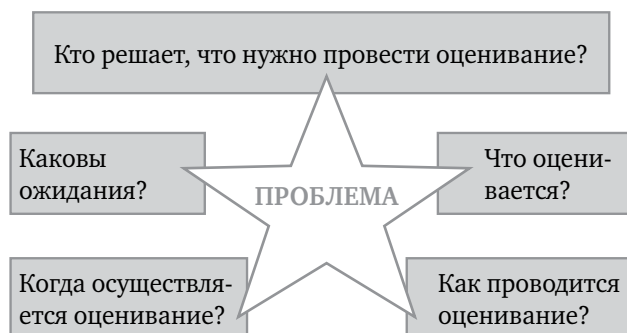 Кто решает, что нужно провести оценивание?
Каковы
ожидания?
ПРОБЛЕМА
Что оцени-
вается?
Когда осуществля-
ется оценивание?
Как проводится
оценивание?